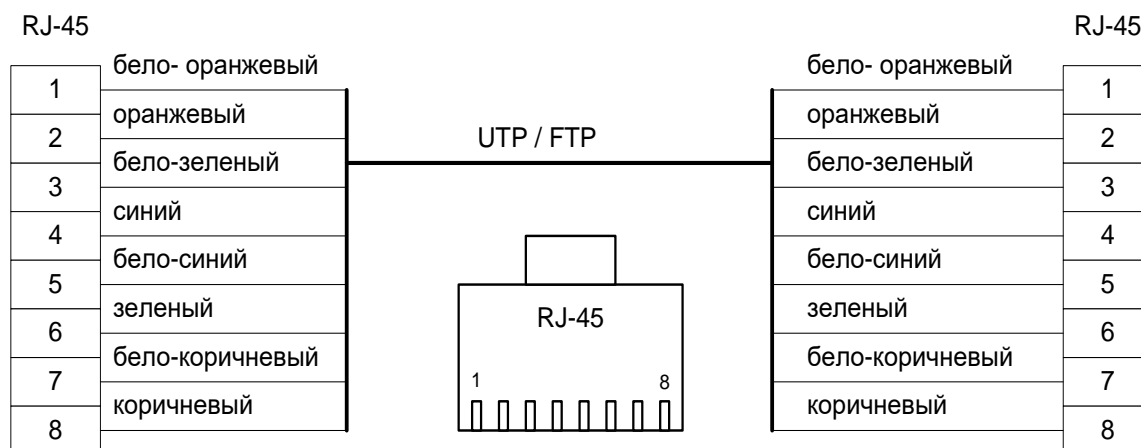 RJ-45 RJ-45
бело- оранжевый бело- оранжевый
1 1
оранжевый оранжевый
2 UTP / FTP 2
бело-зеленый бело-зеленый
3 3
синий синий
4 4
бело-синий бело-синий
5 5
зеленый RJ-45 зеленый
6 6
бело-коричневый бело-коричневый
7 1 8 7
коричневый коричневый
8 8